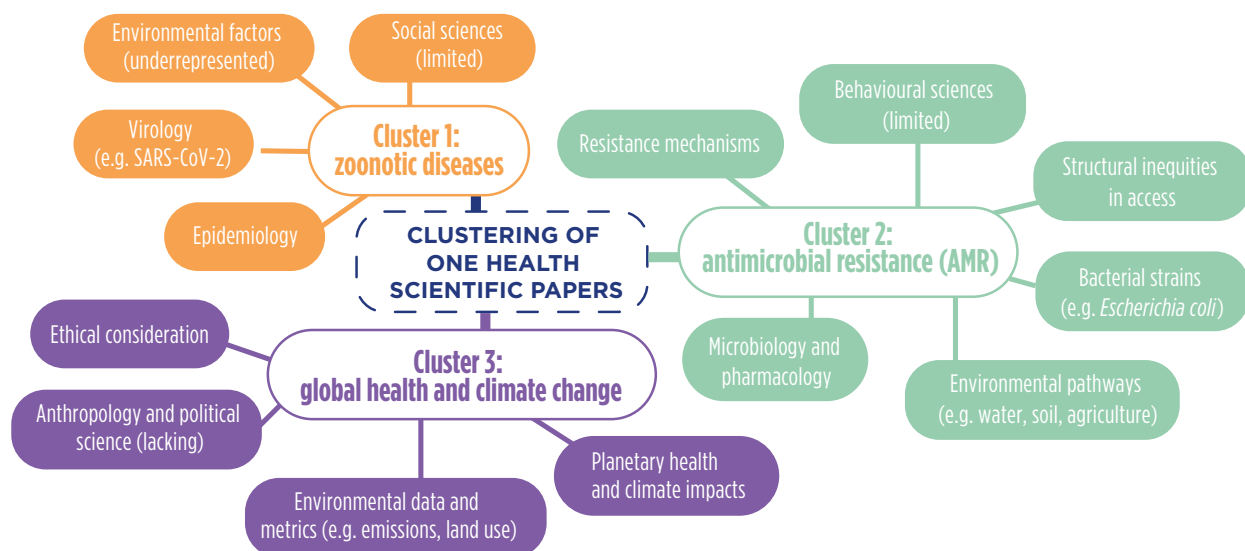 Environmental factors
(underrepresented)
Social sciences
(limited)
Virology
(e.g. SARS-CoV-2)
Cluster 1:
zoonotic diseases
Epidemiology
CLUSTERING OF
ONE HEALTH
SCIENTIFIC PAPERS
Behavioural sciences
(limited)
Resistance mechanisms
Structural inequities
in access
Cluster 2:
antimicrobial resistance (AMR)
Bacterial strains
(e.g. Escherichia coli)
Microbiology and
pharmacology
Environmental pathways
(e.g. water, soil, agriculture)
Ethical consideration
Cluster 3:
global health and climate change
Anthropology and political
science (lacking)
Planetary health
and climate impacts
Environmental data and
metrics (e.g. emissions, land use)